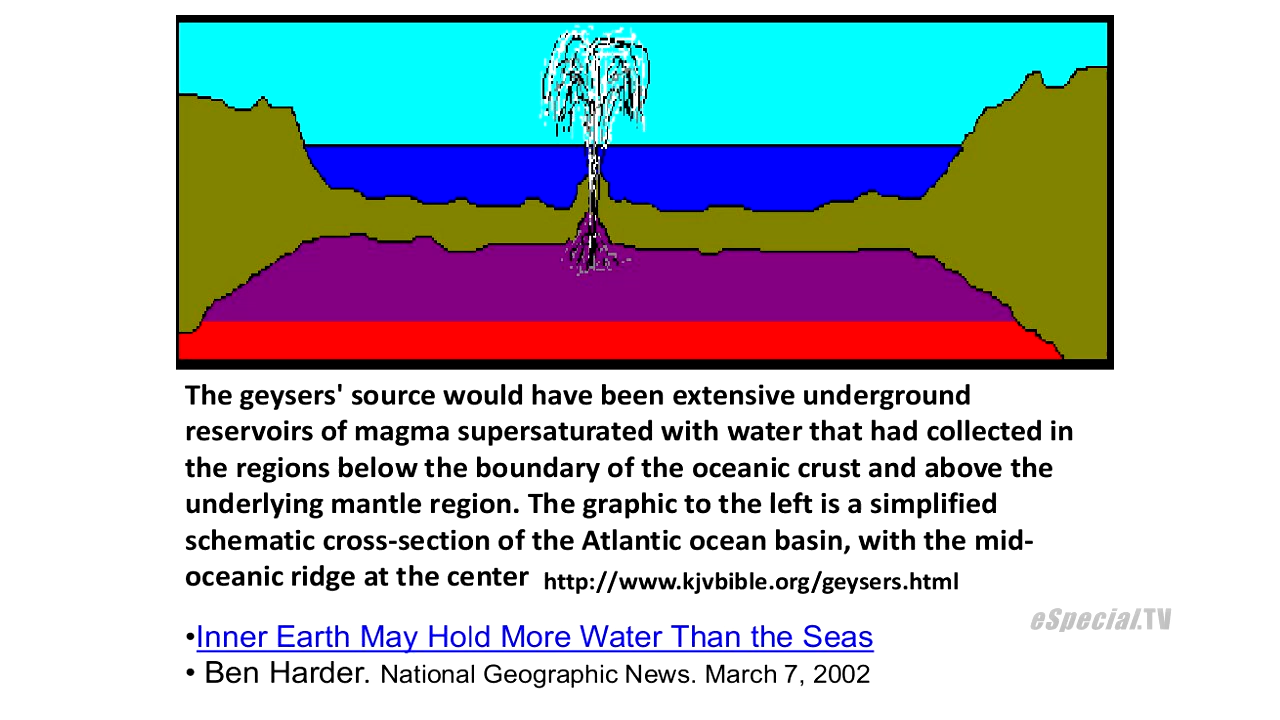 The geysers' source would have been extensive underground
reservoirs of magma supersaturated with water that had collected in
the regions below the boundary of the oceanic crust and above the
underlying mantle region. The graphic to the left is a simplified
schematic cross-section of the Atlantic ocean basin, with the mid-
oceanic ridge at the center http://www.kjvbible.org/geysers.html
eSpecial.TV
•Inner Earth May Hold More Water Than the Seas
• Ben Harder. National Geographic News. March 7, 2002